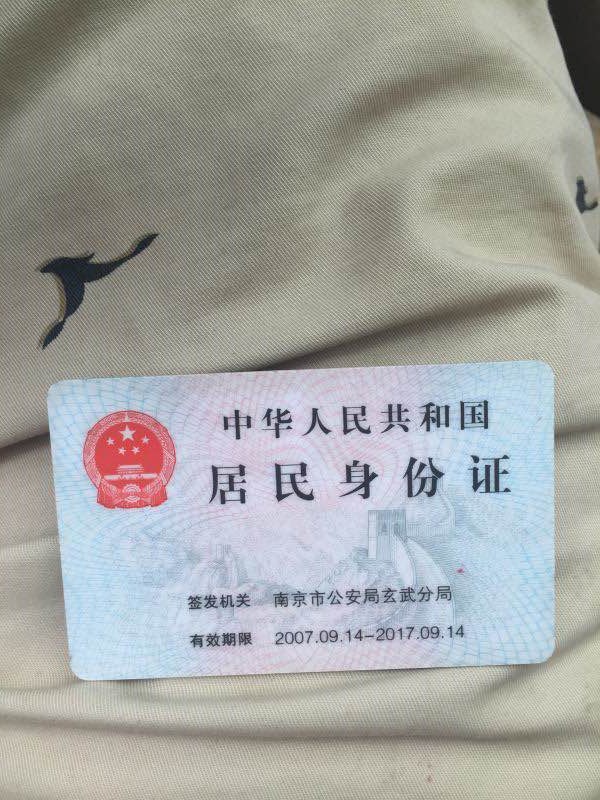 中华人民共和国
居民身份证
签发机关 南京市公安局玄武分局
有效期限 2007.09.14-2017.09.14